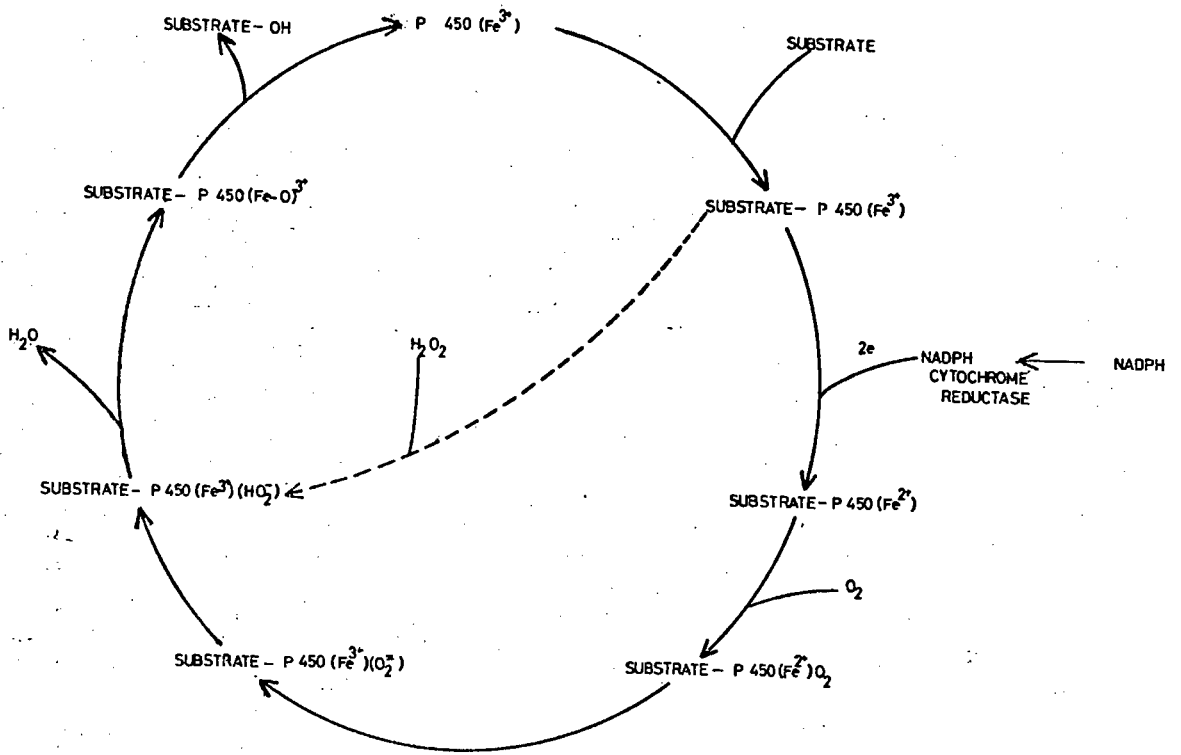 SUBSTRATE – OH
P 450 (Fe³⁺)
SUBSTRATE
SUBSTRATE – P 450 (Fe-O)³⁺
SUBSTRATE – P 450 (Fe³⁺)
H₂O
H₂O₂
2e
NADPH
CYTOCHROME
REDUCTASE
NADPH
SUBSTRATE – P 450 (Fe³⁺) (HO₂⁻)
SUBSTRATE – P 450 (Fe²⁺)
O₂
SUBSTRATE – P 450 (Fe³⁺)(O₂⁼)
SUBSTRATE – P 450 (Fe²⁺) O₂